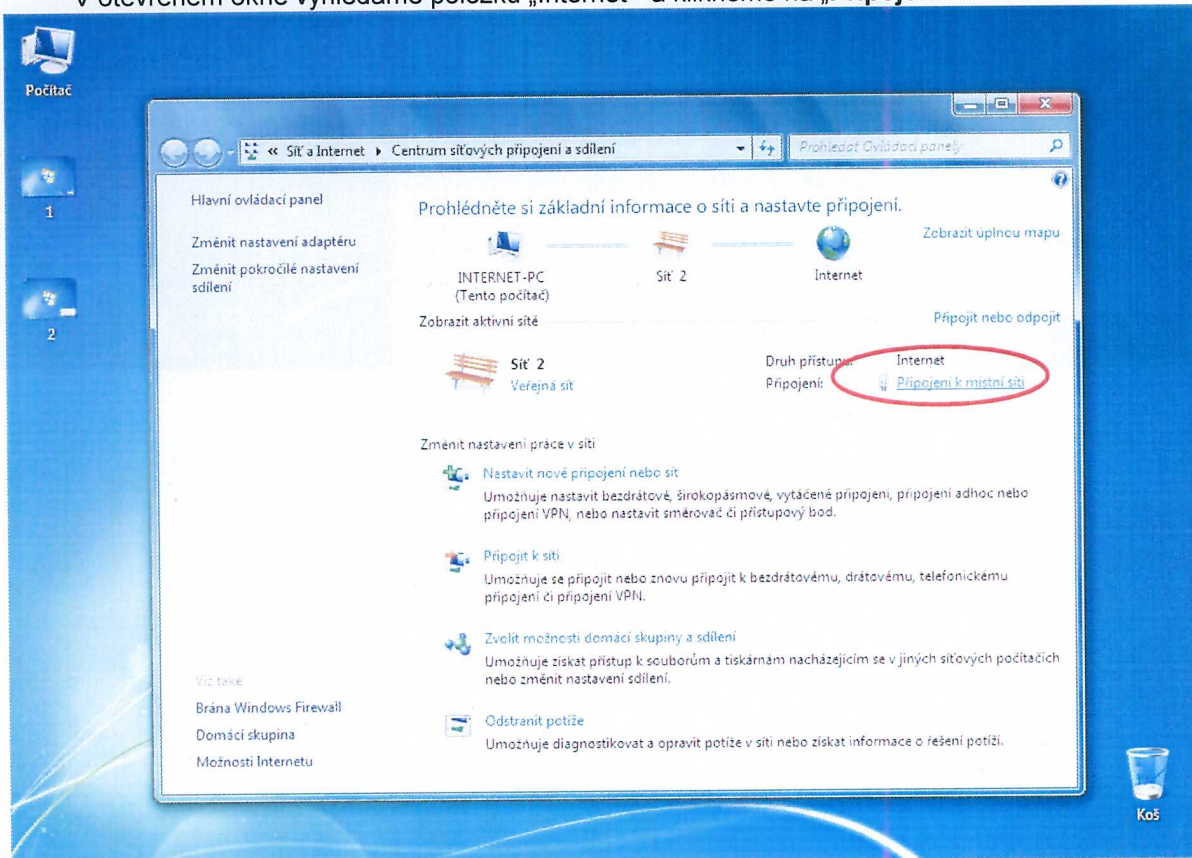 v otevřeném okně vyhledáme položku „Internet" a klikneme na
Počítač
1
2
« Síť a Internet ▸ Centrum síťových připojení a sdílení
Prohledat Ovládací panely
Hlavní ovládací panel
Změnit nastavení adaptéru
Změnit pokročilé nastavení
sdílení
Viz také
Brána Windows Firewall
Domácí skupina
Možnosti Internetu
Prohlédněte si základní informace o síti a nastavte připojení.
Zobrazit úplnou mapu
INTERNET-PC
(Tento počítač)
Síť 2
Internet
Zobrazit aktivní sítě
Připojit nebo odpojit
Síť 2
Veřejná síť
Druh přístupu: Internet
Připojení: Připojení k místní síti
Změnit nastavení práce v síti
Nastavit nové připojení nebo síť
Umožňuje nastavit bezdrátové, širokopásmové, vytáčené připojení, připojení adhoc nebo
připojení VPN, nebo nastavit směrovač či přístupový bod.
Připojit k síti
Umožňuje se připojit nebo znovu připojit k bezdrátovému, drátovému, telefonickému
připojení či připojení VPN.
Zvolit možnosti domácí skupiny a sdílení
Umožňuje získat přístup k souborům a tiskárnám nacházejícím se v jiných síťových počítačích
nebo změnit nastavení sdílení.
Odstranit potíže
Umožňuje diagnostikovat a opravit potíže v síti nebo získat informace o řešení potíží.
Koš